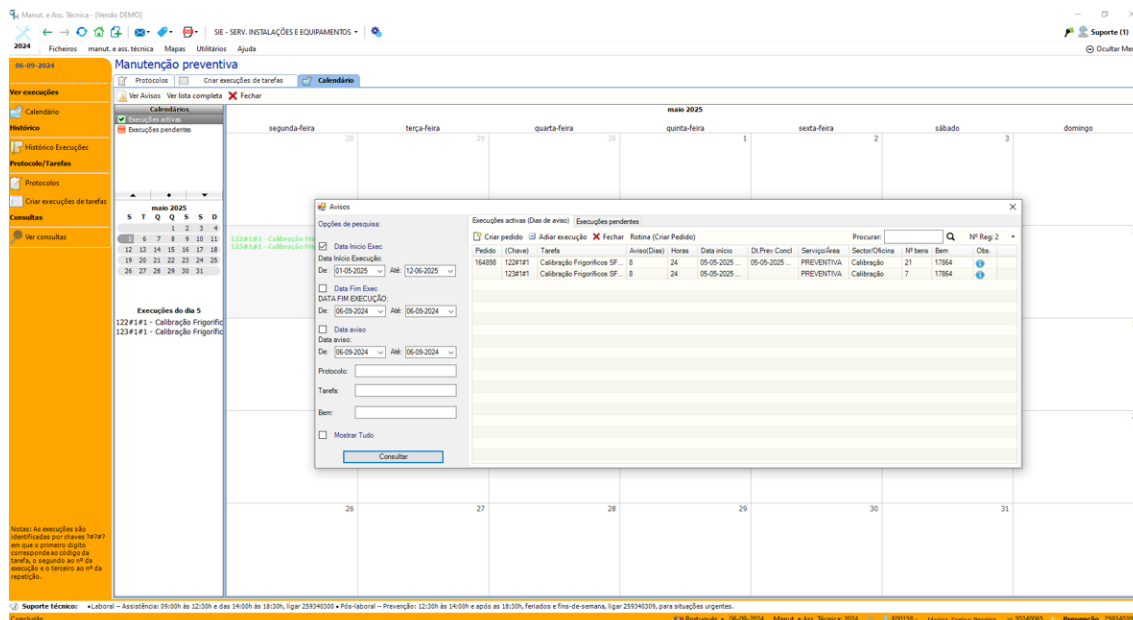 Manut. e Ass. Técnica - [Versão DEMO]
SIE - SERV. INSTALAÇÕES E EQUIPAMENTOS
Suporte (1)
2024 Ficheiros manut. e ass. técnica Mapas Utilitários Ajuda
Ocultar Me
06-09-2024
Manutenção preventiva
Protocolos Criar execuções de tarefas Calendário
Ver execuções
Ver Avisos Ver lista completa Fechar
Calendário
Histórico
Histórico Execuções
Protocolo/Tarefas
Protocolos
Criar execuções de tarefas
Consultas
Ver consultas
Calendários
Execuções activas
Execuções pendentes
maio 2025
S T Q Q S S D
1 2 3 4
5 6 7 8 9 10 11
12 13 14 15 16 17 18
19 20 21 22 23 24 25
26 27 28 29 30 31
Execuções do dia 5
122#1#1 - Calibração Frigorífic
123#1#1 - Calibração Frigorífic
maio 2025
segunda-feira terça-feira quarta-feira quinta-feira sexta-feira sábado domingo
28 29 30 1 2 3
122#1#1 - Calibração Frig
123#1#1 - Calibração Frig
26 27 28 29 30 31
Avisos
Opções de pesquisa:
Data Inicio Exec
Data Início Execução:
De: 01-05-2025 Até: 12-06-2025
Data Fim Exec
DATA FIM EXECUÇÃO:
De: 06-09-2024 Até: 06-09-2024
Data aviso
Data aviso:
De: 06-09-2024 Até: 06-09-2024
Protocolo:
Tarefa:
Bem:
Mostrar Tudo
Consultar
Execuções activas (Dias de aviso) Execuções pendentes
Criar pedido Adiar execução Fechar Rotina (Criar Pedido) Procurar: Nº Reg: 2
Pedido (Chave) Tarefa Aviso(Dias) Horas Data início Dt.Prev.Concl Serviço/Área Sector/Oficina Nº bens Bem Obs.
164898 122#1#1 Calibração Frigoríficos SF... 8 24 05-05-2025 ... 05-05-2025 ... PREVENTIVA Calibração 21 17864
123#1#1 Calibração Frigoríficos SF... 8 24 05-05-2025 ... PREVENTIVA Calibração 7 17864
Notas: As execuções são
identificadas por chaves ?#?#?
em que o primeiro digito
corresponde ao código da
tarefa, o segundo ao nº da
execução e o terceiro ao nº da
repetição.
Suporte técnico: •Laboral – Assistência: 09:00h às 12:30h e das 14:00h às 18:30h, ligar 259340300 • Pós-laboral – Prevenção: 12:30h às 14:00h e após as 18:30h, feriados e fins-de-semana, ligar 259340309, para situações urgentes.
Concluído
Português 06-09-2024 Manut. e Ass. Técnica: 2024